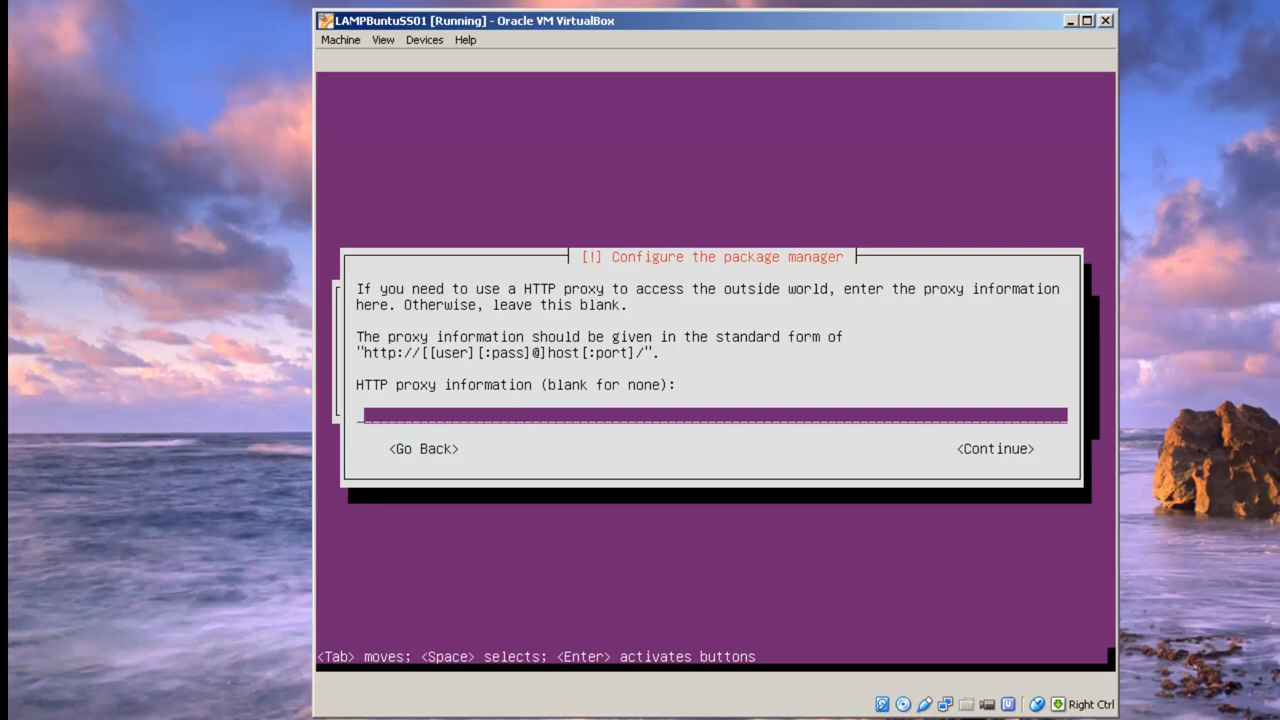 LAMPBuntuSS01 [Running] - Oracle VM VirtualBox
Machine View Devices Help
[!] Configure the package manager
If you need to use a HTTP proxy to access the outside world, enter the proxy information
here. Otherwise, leave this blank.
The proxy information should be given in the standard form of
"http://[[user][:pass]@]host[:port]/".
HTTP proxy information (blank for none):
<Go Back> <Continue>
<Tab> moves; <Space> selects; <Enter> activates buttons
Right Ctrl